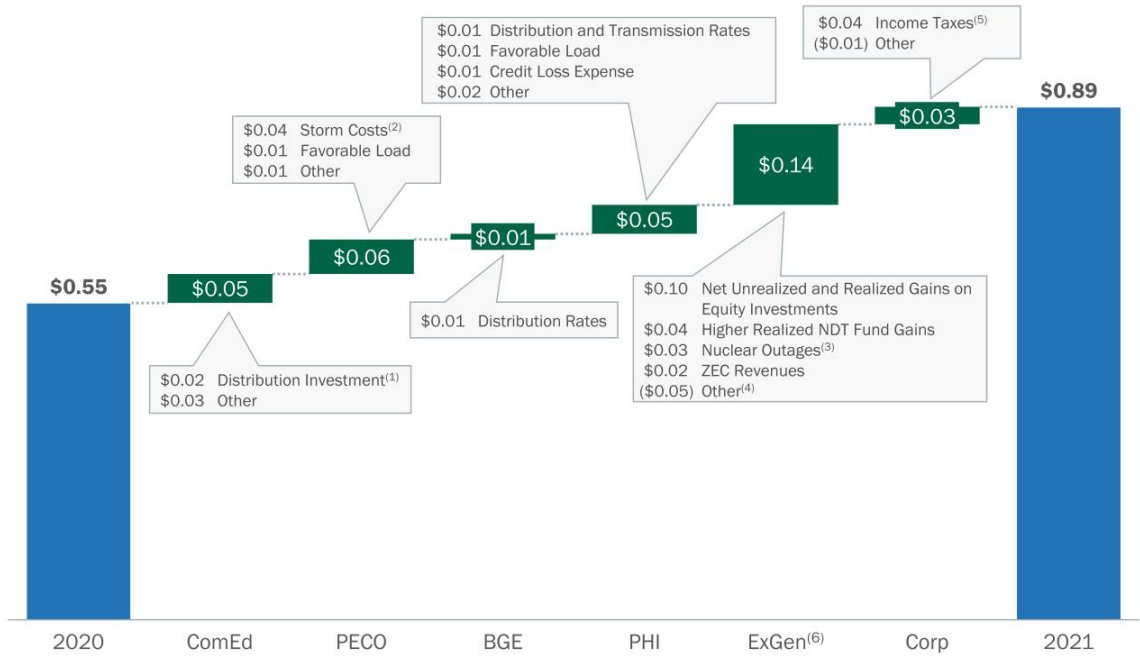 $0.04 Income Taxes(5)
($0.01) Other
$0.01 Distribution and Transmission Rates
$0.01 Favorable Load
$0.01 Credit Loss Expense
$0.02 Other
$0.89
$0.03
$0.04 Storm Costs(2)
$0.01 Favorable Load
$0.01 Other
$0.14
$0.05
$0.01
$0.06
$0.55
$0.05
$0.10 Net Unrealized and Realized Gains on
Equity Investments
$0.04 Higher Realized NDT Fund Gains
$0.03 Nuclear Outages(3)
$0.02 ZEC Revenues
($0.05) Other(4)
$0.01 Distribution Rates
$0.02 Distribution Investment(1)
$0.03 Other
2020 ComEd PECO BGE PHI ExGen(6) Corp 2021